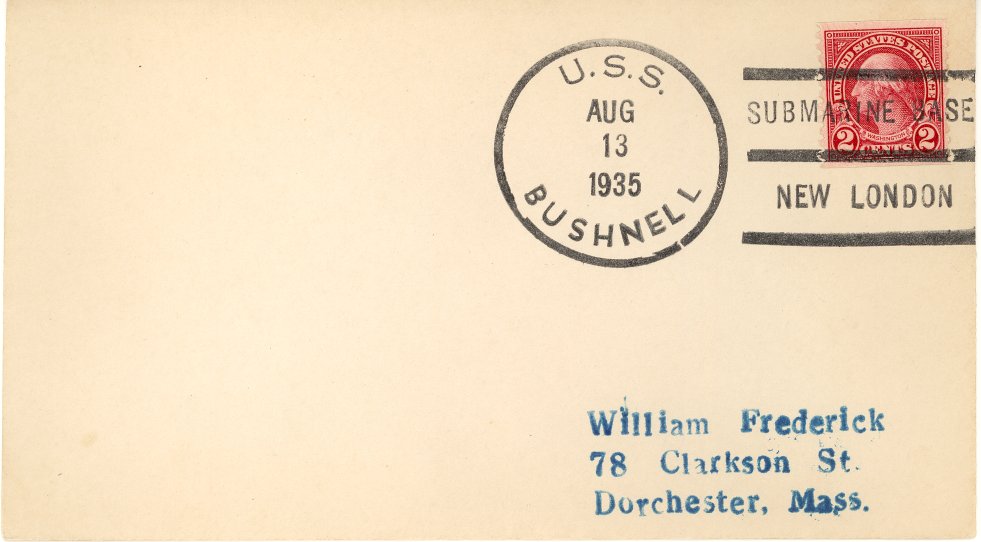 U.S.S.
AUG
13
1935
BUSHNELL
SUBMARINE BASE
NEW LONDON
UNITED STATES POSTAGE
WASHINGTON
2 CENTS 2
William Frederick
78 Clarkson St.
Dorchester, Mass.